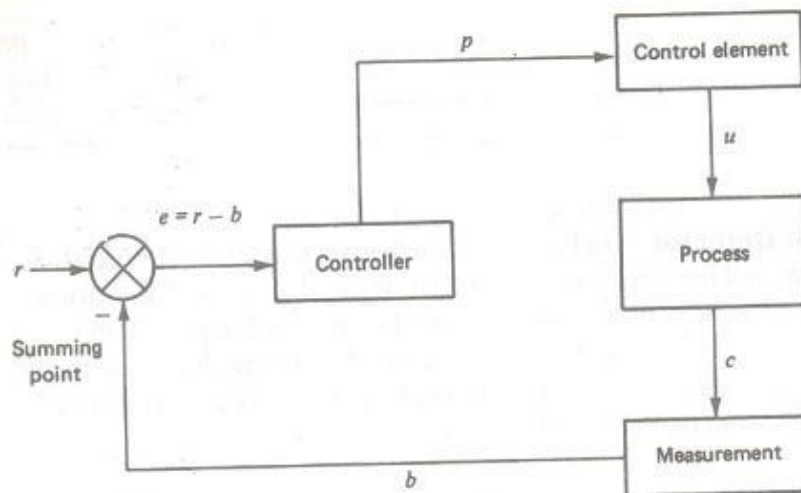 p
Control element
u
e = r − b
Controller
Process
r
−
Summing
point
c
Measurement
b